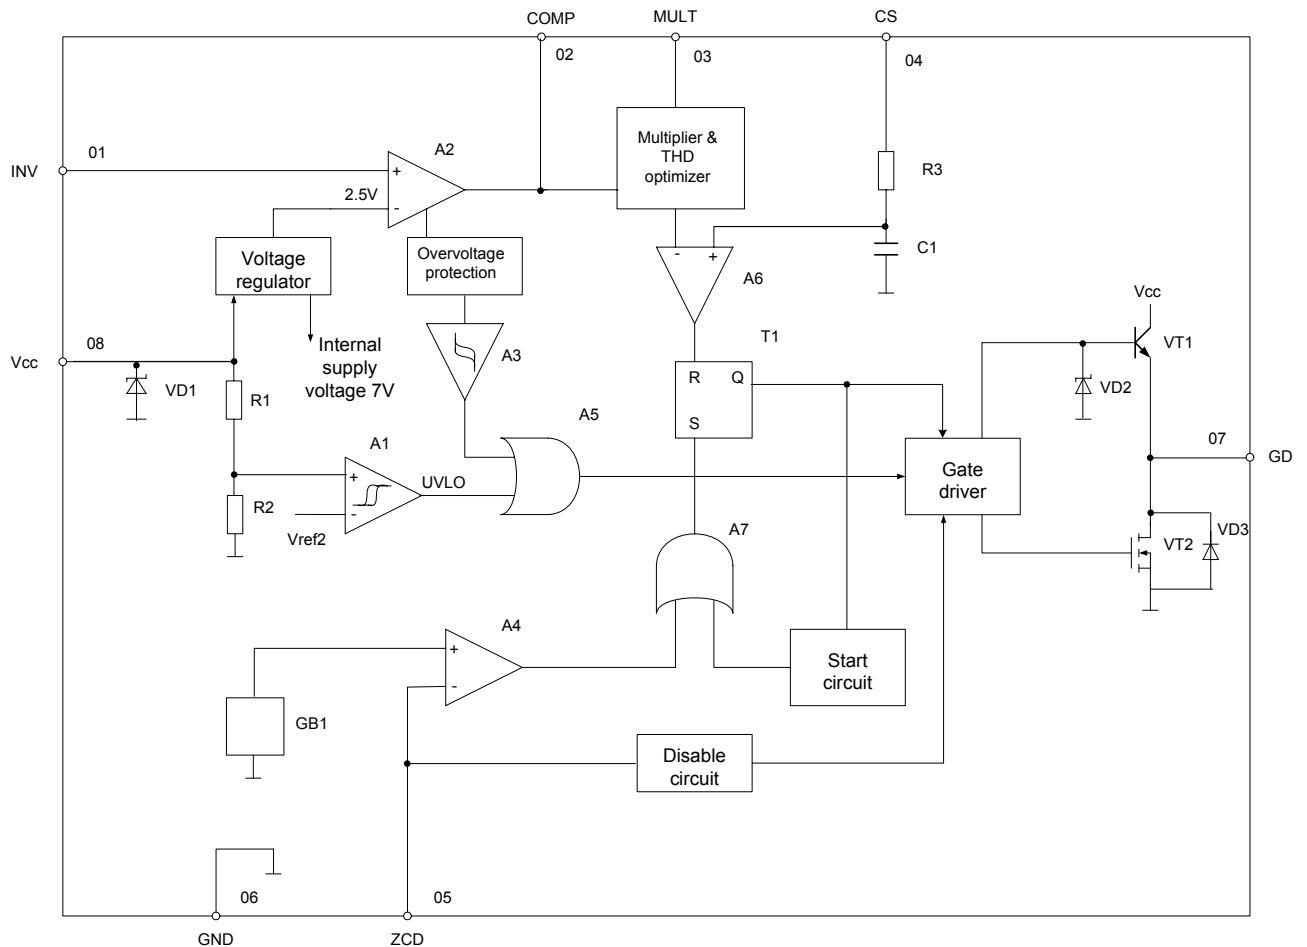 COMP
MULT
CS
02
03
04
01
INV
A2
+
-
2.5V
Multiplier &
THD
optimizer
R3
C1
Voltage
regulator
Overvoltage
protection
-
+
A6
Vcc
08
Vcc
VD1
Internal
supply
voltage 7V
A3
T1
R
Q
S
VT1
VD2
R1
A5
A1
+
-
UVLO
Vref2
R2
Gate
driver
07
GD
A7
VT2
VD3
A4
+
-
Start
circuit
GB1
Disable
circuit
06
05
GND
ZCD